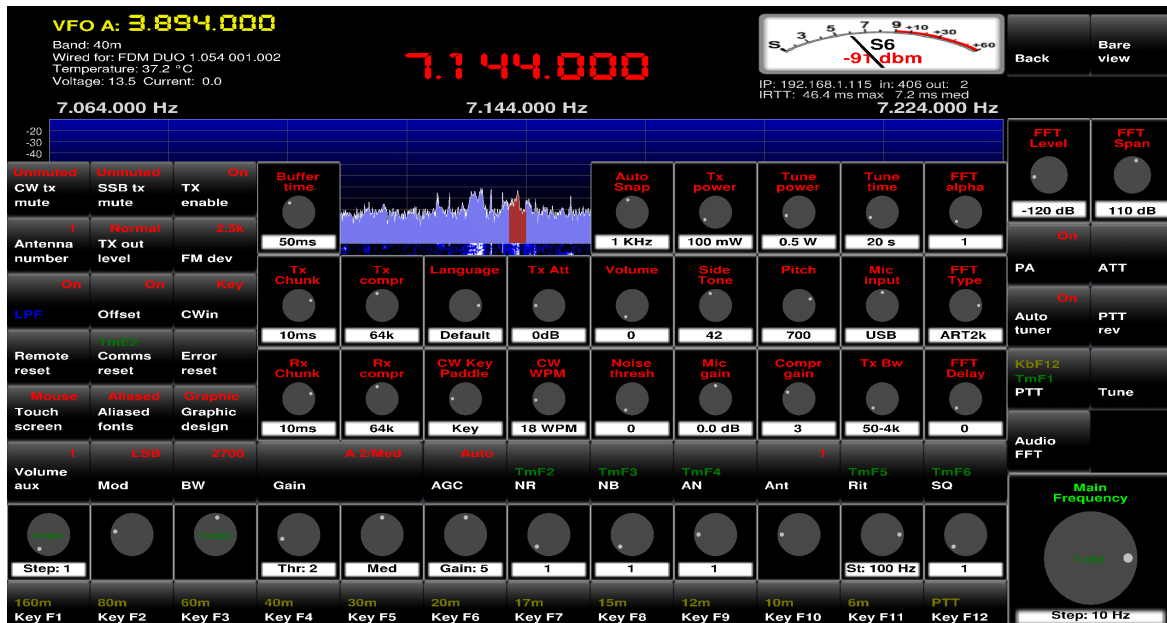 VFO A: 3.894.000
Band: 40m
Wired for: FDM DUO 1.054 001.002
Temperature: 37.2 °C
Voltage: 13.5 Current: 0.0
7.144.000
S 3 5 7 9 +10 +30 +60
S6
-91 dbm
IP: 192.168.1.115 in: 406 out: 2
IRTT: 46.4 ms max 7.2 ms med
Back
Bare
view
7.064.000 Hz 7.144.000 Hz 7.224.000 Hz
-20
-30
-40
FFT
Level
-120 dB
FFT
Span
110 dB
Unmuted
CW tx
mute
Unmuted
SSB tx
mute
On
TX
enable
Buffer
time
50ms
Auto
Snap
1 KHz
Tx
power
100 mW
Tune
power
0.5 W
Tune
time
20 s
FFT
alpha
1
1
Antenna
number
Normal
TX out
level
2.5k
FM dev
On
PA
ATT
On
LPF
On
Offset
Key
CWin
Tx
Chunk
10ms
Tx
compr
64k
Language
Default
Tx Att
0dB
Volume
0
Side
Tone
42
Pitch
700
Mic
input
USB
FFT
Type
ART2k
On
Auto
tuner
PTT
rev
Remote
reset
TmE2
Comms
reset
Error
reset
Rx
Chunk
10ms
Rx
compr
64k
CW Key
Paddle
Key
CW
WPM
18 WPM
Noise
thresh
0
Mic
gain
0.0 dB
Compr
gain
3
Tx Bw
50-4k
FFT
Delay
0
KbF12
TmF1
PTT
Tune
Mouse
Touch
screen
Aliased
Aliased
fonts
Graphic
Graphic
design
Audio
FFT
I
Volume
aux
LSB
Mod
2700
BW
Gain
A 2/Med
Auto
AGC
TmF2
NR
TmF3
NB
TmF4
AN
I
Ant
TmF5
Rit
TmF6
SQ
Main
Frequency
Step: 10 Hz
Step: 1
Thr: 2
Med
Gain: 5
1
1
1
St: 100 Hz
1
160m
Key F1
80m
Key F2
60m
Key F3
40m
Key F4
30m
Key F5
20m
Key F6
17m
Key F7
15m
Key F8
12m
Key F9
10m
Key F10
6m
Key F11
PTT
Key F12